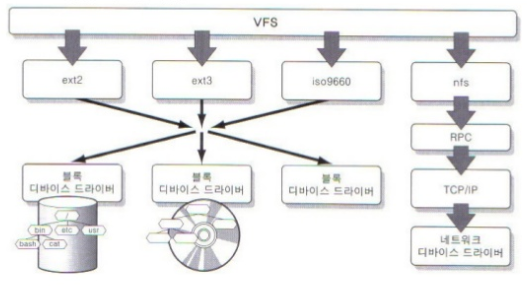 VFS
ext2
ext3
iso9660
nfs
RPC
블록
디바이스 드라이버
블록
디바이스 드라이버
블록
디바이스 드라이버
TCP/IP
/
bin
etc
usr
bash
cat
네트워크
디바이스 드라이버